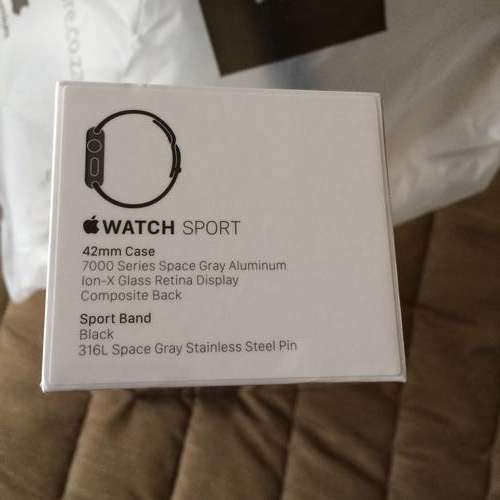 WATCH SPORT
42mm Case
7000 Series Space Gray Aluminum
Ion-X Glass Retina Display
Composite Back
Sport Band
Black
316L Space Gray Stainless Steel Pin